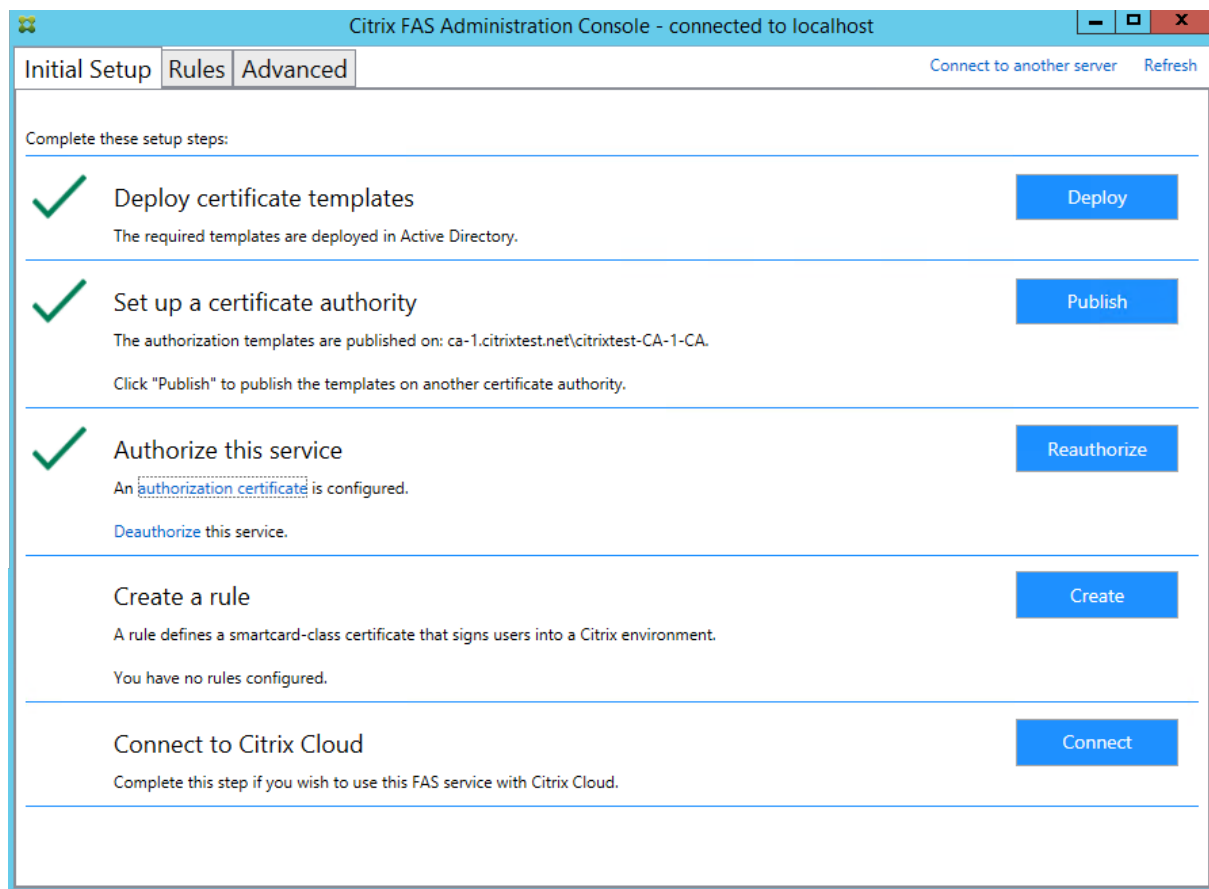 Citrix FAS Administration Console - connected to localhost
Initial Setup Rules Advanced Connect to another server Refresh
Complete these setup steps:
Deploy certificate templates
Deploy
The required templates are deployed in Active Directory.
Set up a certificate authority
Publish
The authorization templates are published on: ca-1.citrixtest.net\citrixtest-CA-1-CA.
Click "Publish" to publish the templates on another certificate authority.
Authorize this service
Reauthorize
An authorization certificate is configured.
Deauthorize this service.
Create a rule
Create
A rule defines a smartcard-class certificate that signs users into a Citrix environment.
You have no rules configured.
Connect to Citrix Cloud
Connect
Complete this step if you wish to use this FAS service with Citrix Cloud.